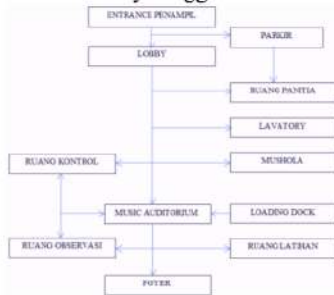 ENTRANCE PENAMPIL
PARKIR
LOBBY
RUANG PANITIA
LAVATORY
RUANG KONTROL
MUSHOLA
MUSIC AUDITORIUM
LOADING DOCK
RUANG OBSERVASI
RUANG LATIHAN
FOYER